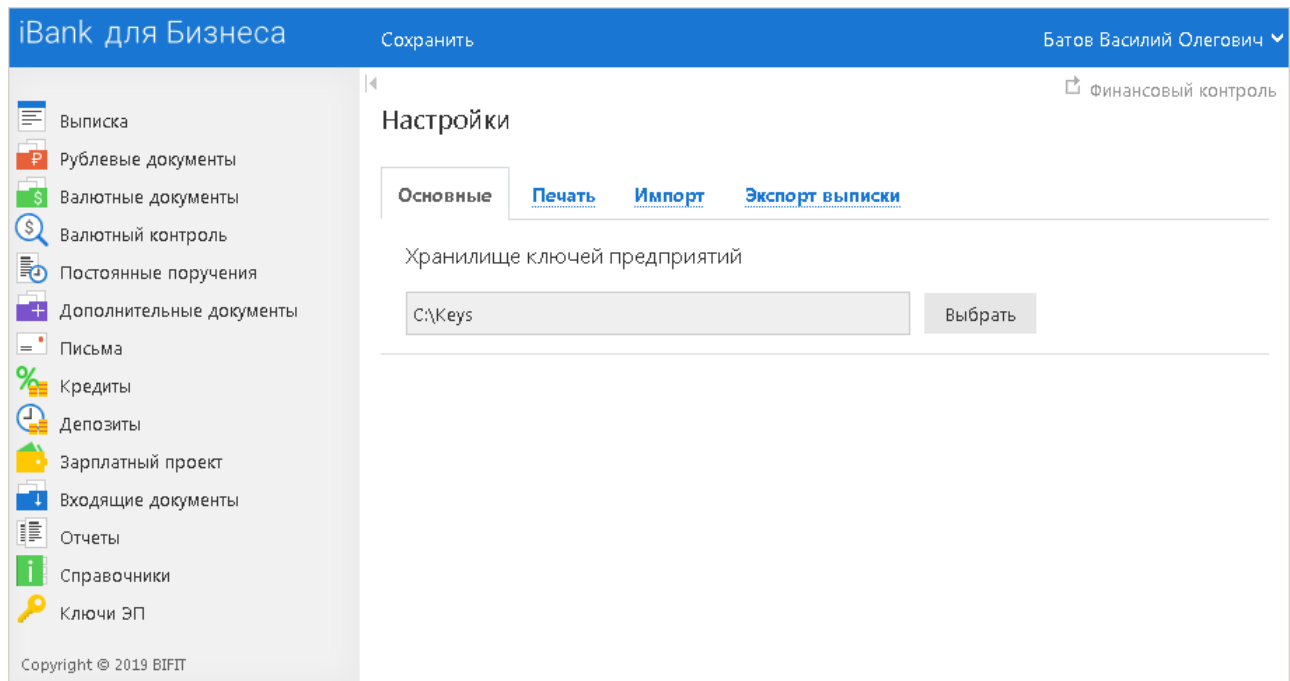 iBank для Бизнеса
Сохранить
Батов Василий Олегович
Финансовый контроль
Выписка
Рублевые документы
Валютные документы
Валютный контроль
Постоянные поручения
Дополнительные документы
Письма
Кредиты
Депозиты
Зарплатный проект
Входящие документы
Отчеты
Справочники
Ключи ЭП
Copyright © 2019 BIFIT
Настройки
Основные Печать Импорт Экспорт выписки
Хранилище ключей предприятий
C:\Keys Выбрать